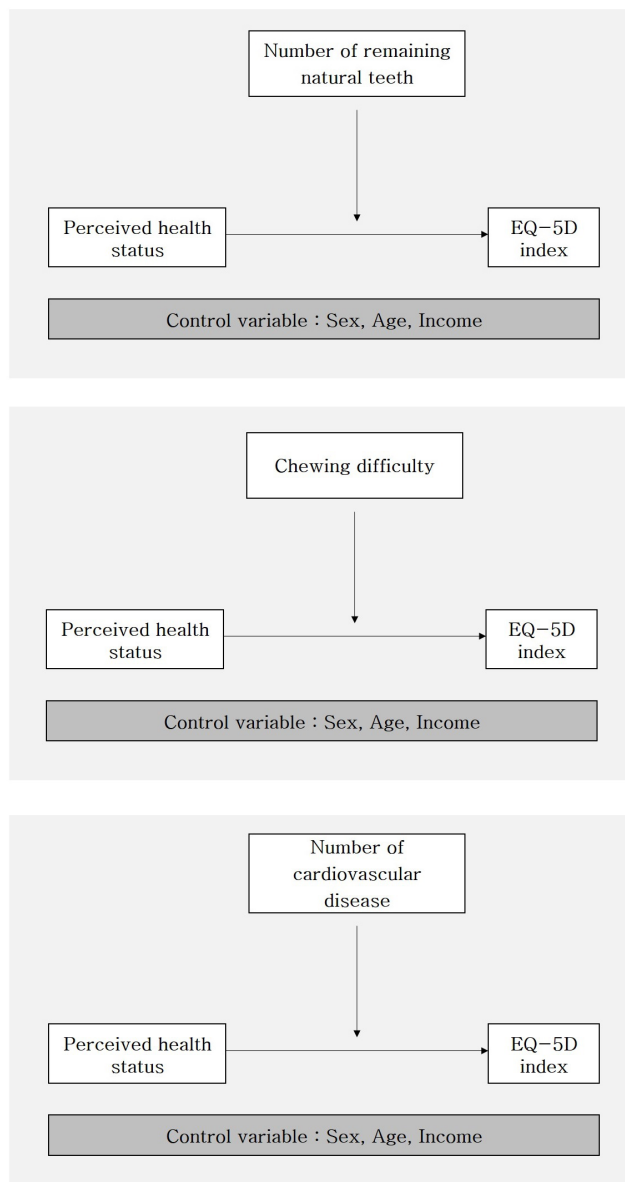 Number of remaining
natural teeth
Perceived health
status
EQ-5D
index
Control variable : Sex, Age, Income
Chewing difficulty
Perceived health
status
EQ-5D
index
Control variable : Sex, Age, Income
Number of
cardiovascular
disease
Perceived health
status
EQ-5D
index
Control variable : Sex, Age, Income